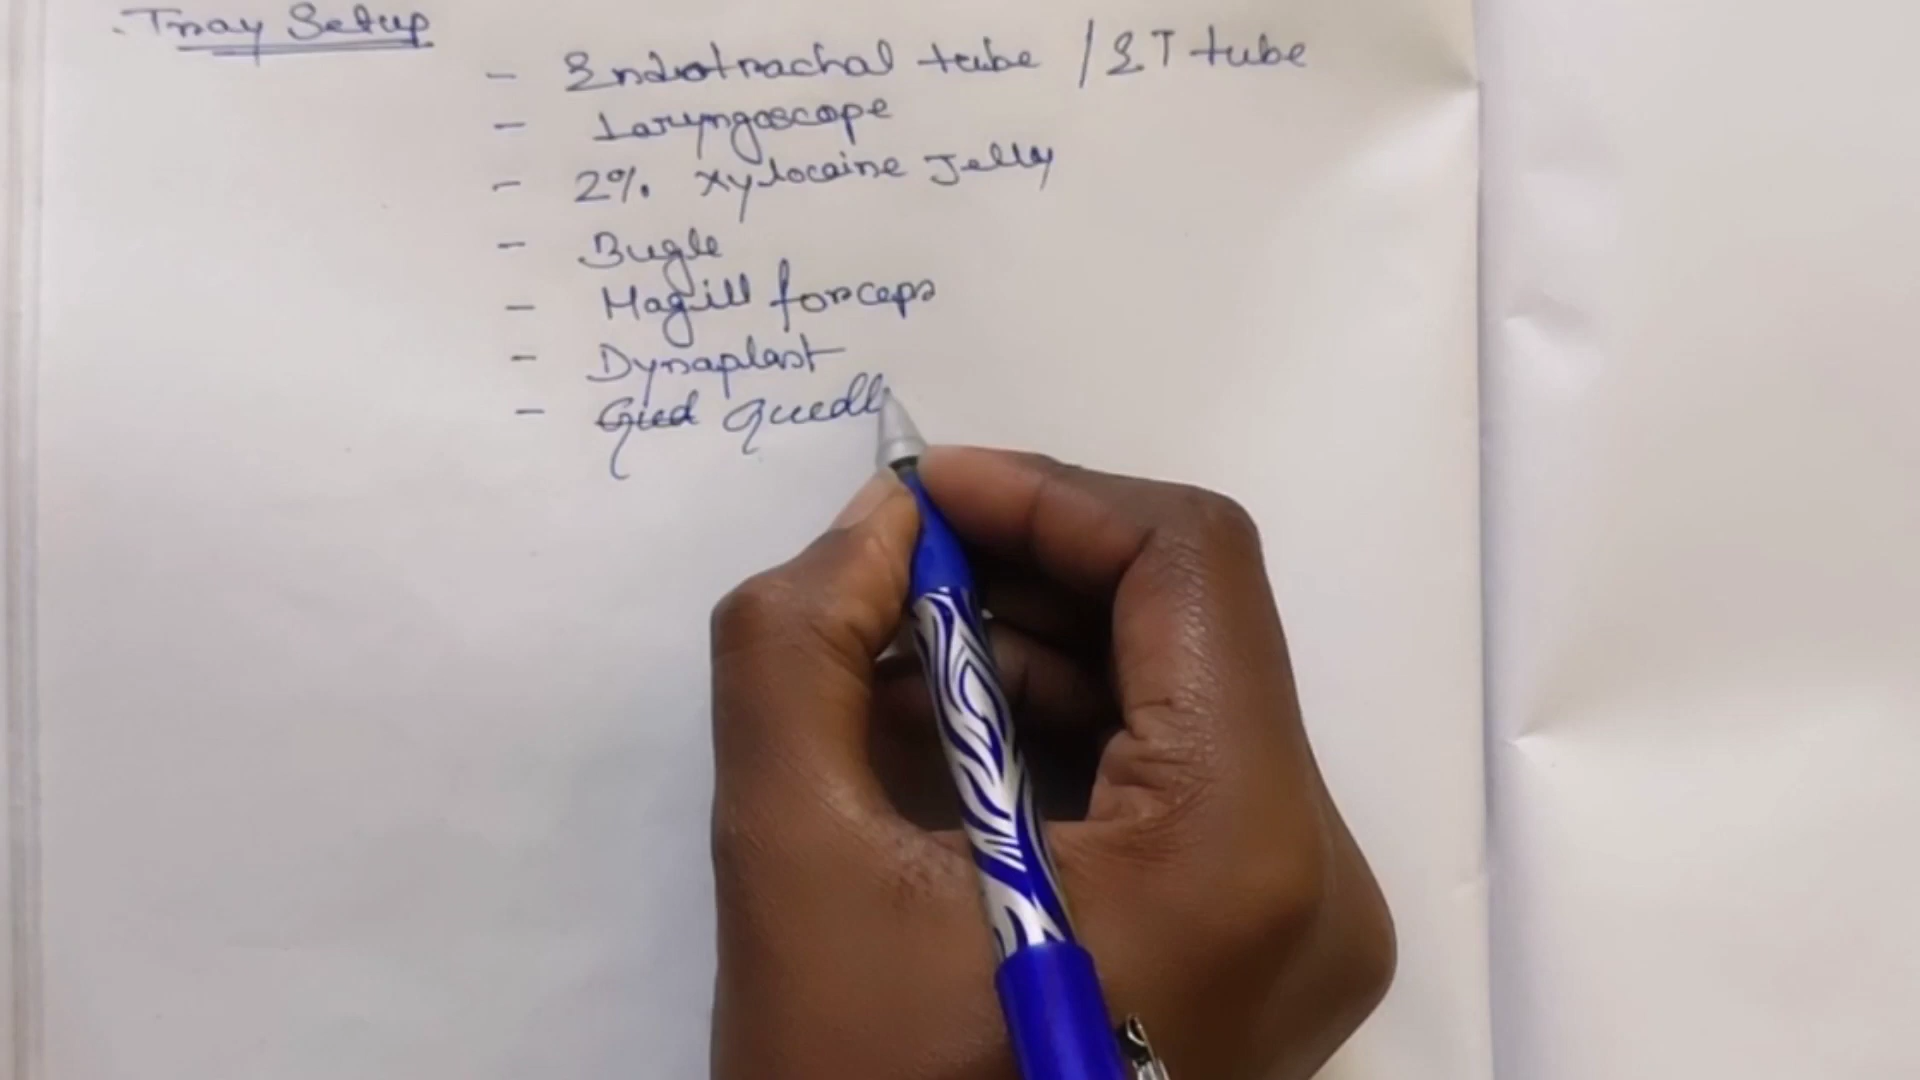 Tray Setup
- Endotrachal tube / ET tube
- Laryngoscope
- 2% Xylocaine Jelly
- Bugle
- Magill forceps
- Dynaplast
-